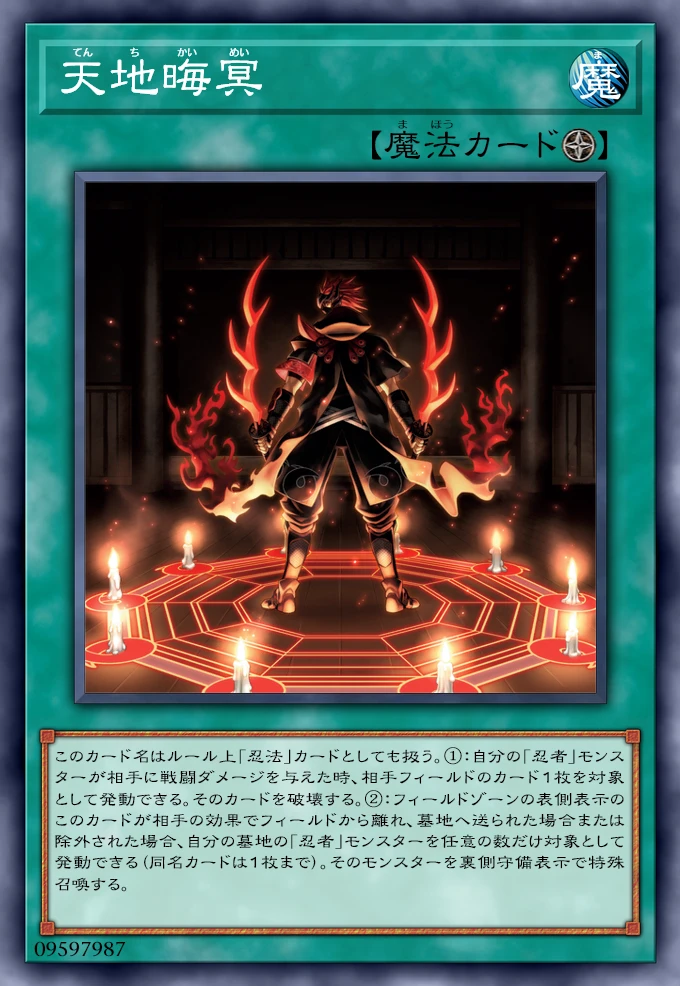 てんちかいめい
天地晦冥
ま
魔
まほう
【魔法カード】
このカード名はルール上「忍法」カードとしても扱う。①:自分の「忍者」モンス
ターが相手に戦闘ダメージを与えた時、相手フィールドのカード1枚を対象
として発動できる。そのカードを破壊する。②:フィールドゾーンの表側表示の
このカードが相手の効果でフィールドから離れ、墓地へ送られた場合または
除外された場合、自分の墓地の「忍者」モンスターを任意の数だけ対象として
発動できる(同名カードは1枚まで)。そのモンスターを裏側守備表示で特殊
召喚する。
09597987